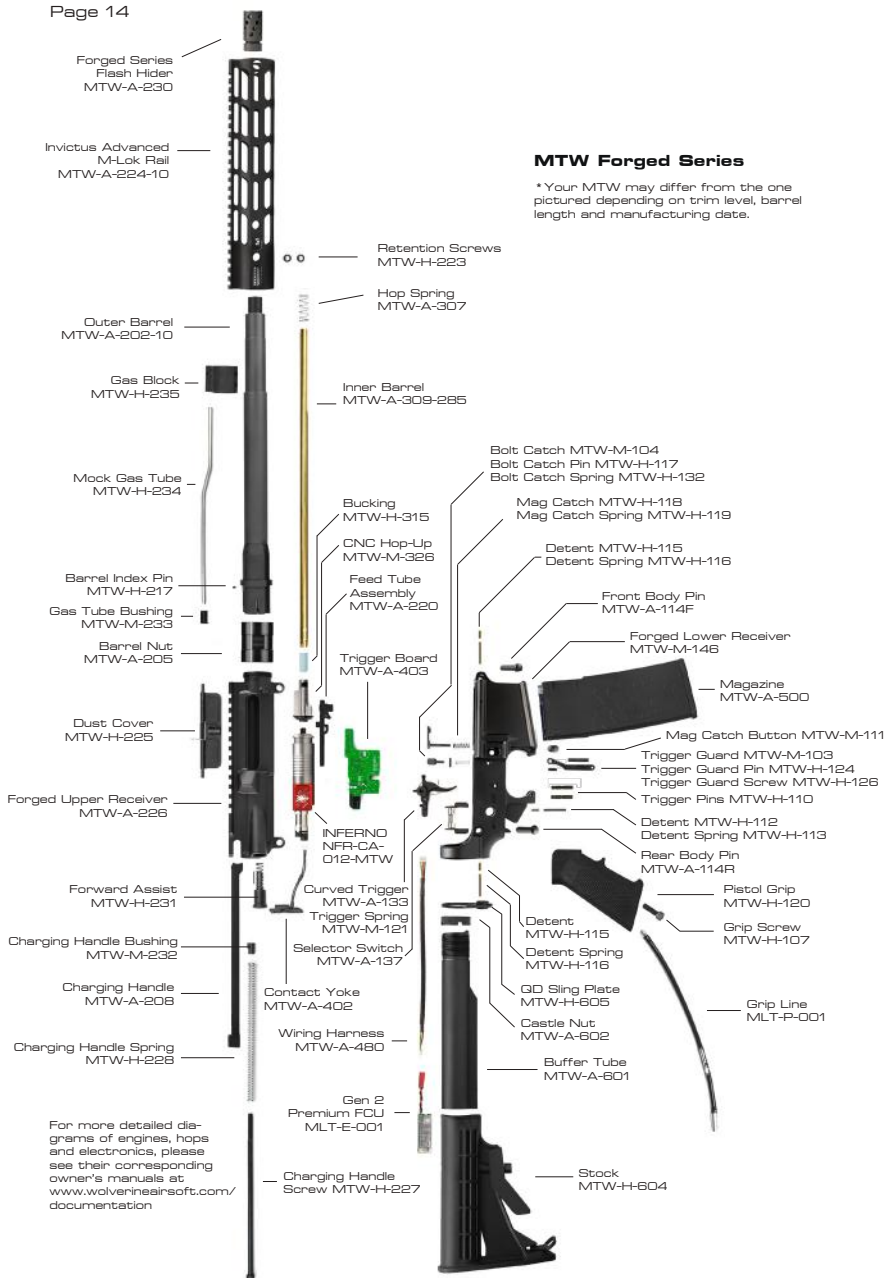 Page 14
Forged Series
Flash Hider
MTW-A-230
Invictus Advanced
M-Lok Rail
MTW-A-224-10
MTW Forged Series
*Your MTW may differ from the one
pictured depending on trim level, barrel
length and manufacturing date.
Retention Screws
MTW-H-223
Hop Spring
MTW-A-307
Outer Barrel
MTW-A-202-10
Gas Block
MTW-H-235
Inner Barrel
MTW-A-309-285
Mock Gas Tube
MTW-H-234
Bolt Catch MTW-M-104
Bolt Catch Pin MTW-H-117
Bolt Catch Spring MTW-H-132
Mag Catch MTW-H-118
Mag Catch Spring MTW-H-119
Bucking
MTW-H-315
CNC Hop-Up
MTW-M-326
Detent MTW-H-115
Detent Spring MTW-H-116
Barrel Index Pin
MTW-H-217
Feed Tube
Assembly
MTW-A-220
Front Body Pin
MTW-A-114F
Gas Tube Bushing
MTW-M-233
Forged Lower Receiver
MTW-M-146
Barrel Nut
MTW-A-205
Trigger Board
MTW-A-403
Magazine
MTW-A-500
Dust Cover
MTW-H-225
Mag Catch Button MTW-M-111
Trigger Guard MTW-M-103
Trigger Guard Pin MTW-H-124
Trigger Guard Screw MTW-H-126
Trigger Pins MTW-H-110
Forged Upper Receiver
MTW-A-226
Detent MTW-H-112
Detent Spring MTW-H-113
INFERNO
NFR-CA-
012-MTW
Rear Body Pin
MTW-A-114R
Forward Assist
MTW-H-231
Curved Trigger
MTW-A-133
Trigger Spring
MTW-M-121
Pistol Grip
MTW-H-120
Detent
MTW-H-115
Grip Screw
MTW-H-107
Charging Handle Bushing
MTW-M-232
Selector Switch
MTW-A-137
Detent Spring
MTW-H-116
Charging Handle
MTW-A-208
Contact Yoke
MTW-A-402
QD Sling Plate
MTW-H-605
Grip Line
MLT-P-001
Castle Nut
MTW-A-602
Charging Handle Spring
MTW-H-228
Wiring Harness
MTW-A-480
Buffer Tube
MTW-A-601
Gen 2
Premium FCU
MLT-E-001
For more detailed dia-
grams of engines, hops
and electronics, please
see their corresponding
owner's manuals at
www.wolverineairsoft.com/
documentation
Charging Handle
Screw MTW-H-227
Stock
MTW-H-604